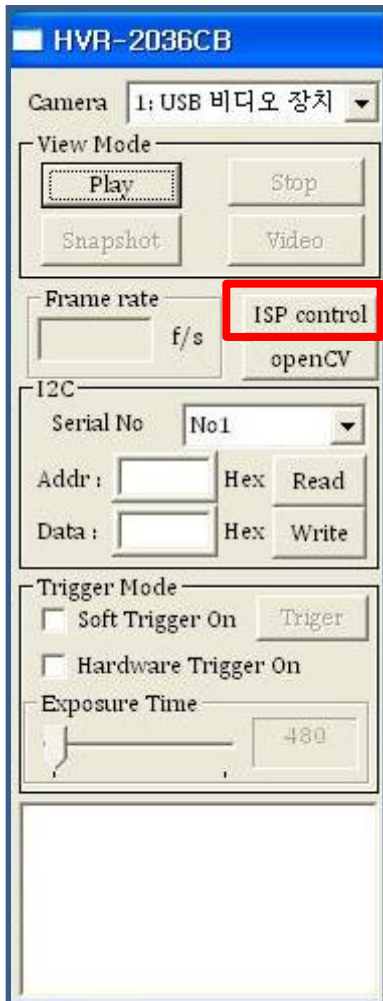 HVR-2036CB
Camera 1: USB 비디오 장치
View Mode
Play Stop
Snapshot Video
Frame rate
f/s
ISP control
openCV
I2C
Serial No No1
Addr : Hex Read
Data : Hex Write
Trigger Mode
Soft Trigger On Triger
Hardware Trigger On
Exposure Time
480